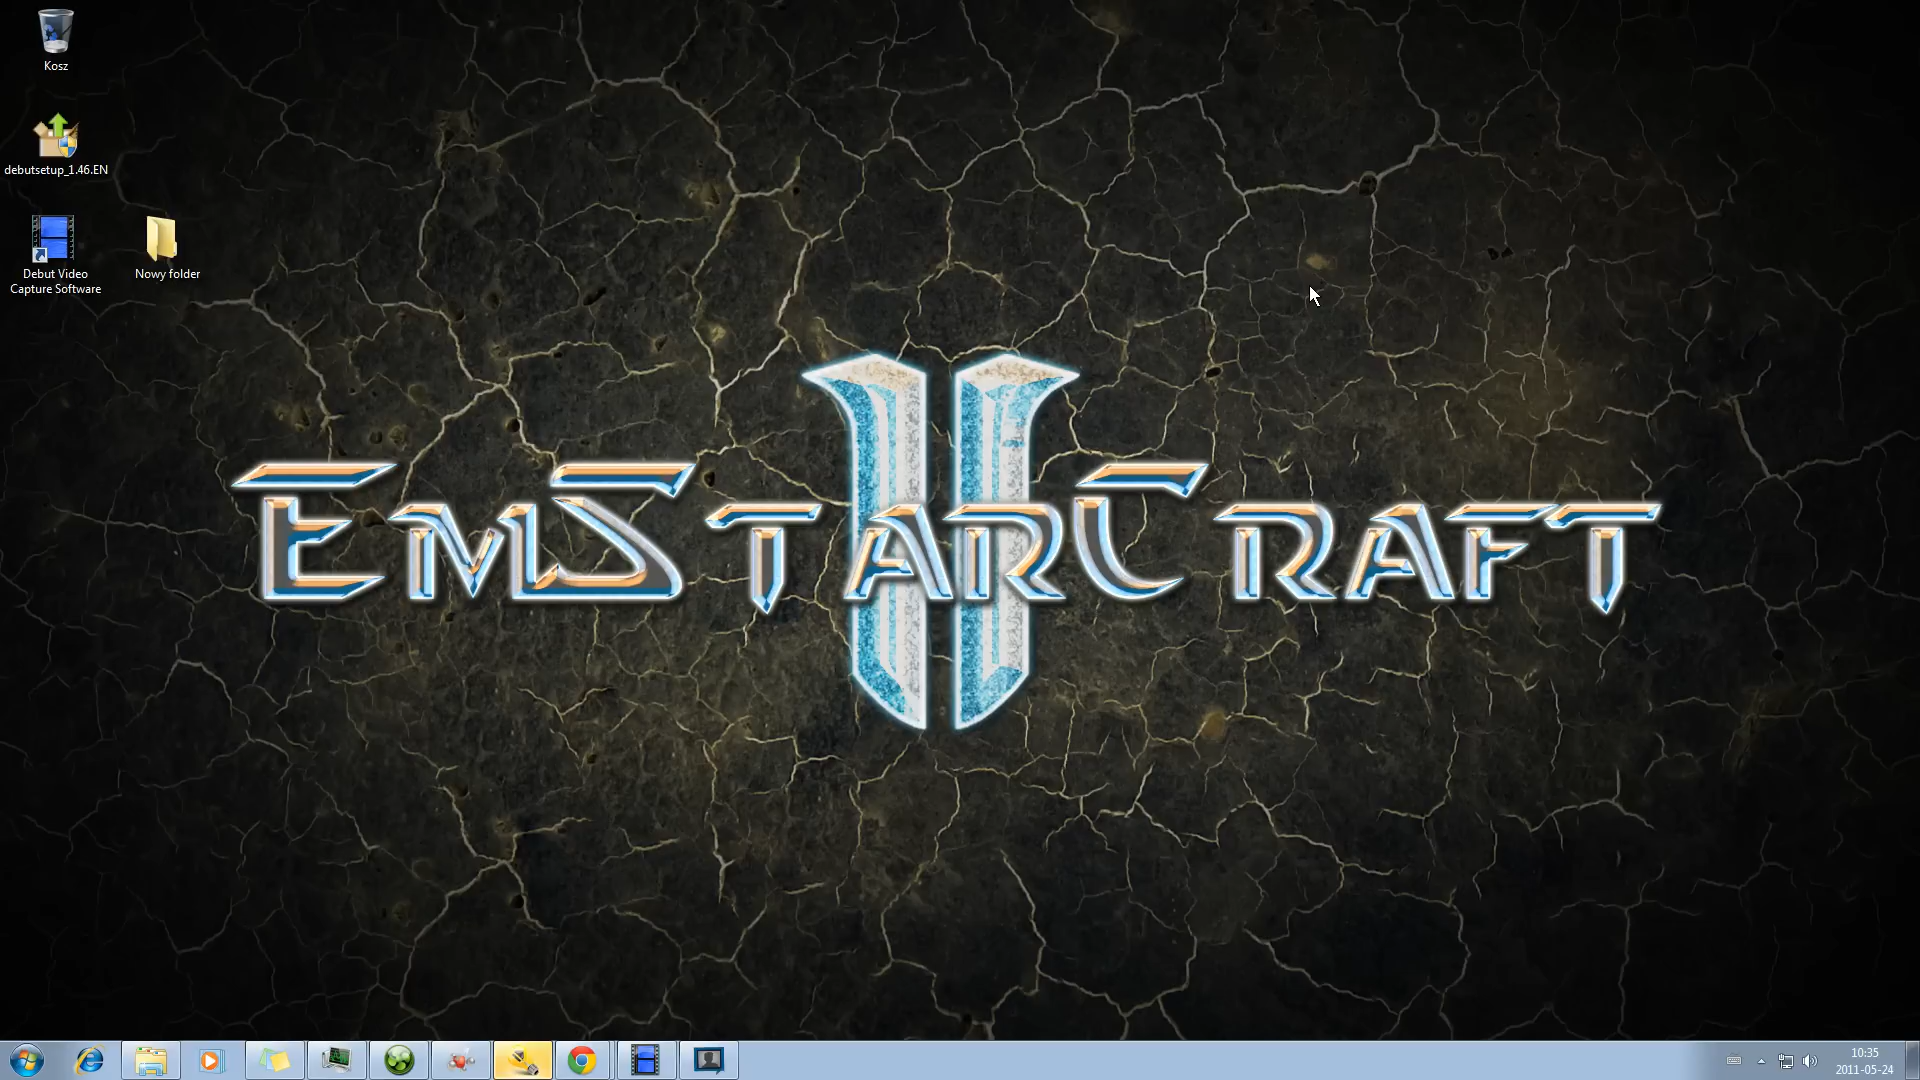 Kosz
debutsetup_1.46.EN
Debut Video
Capture Software
Nowy folder
II
EmStarCraft
10:35
2011-05-24